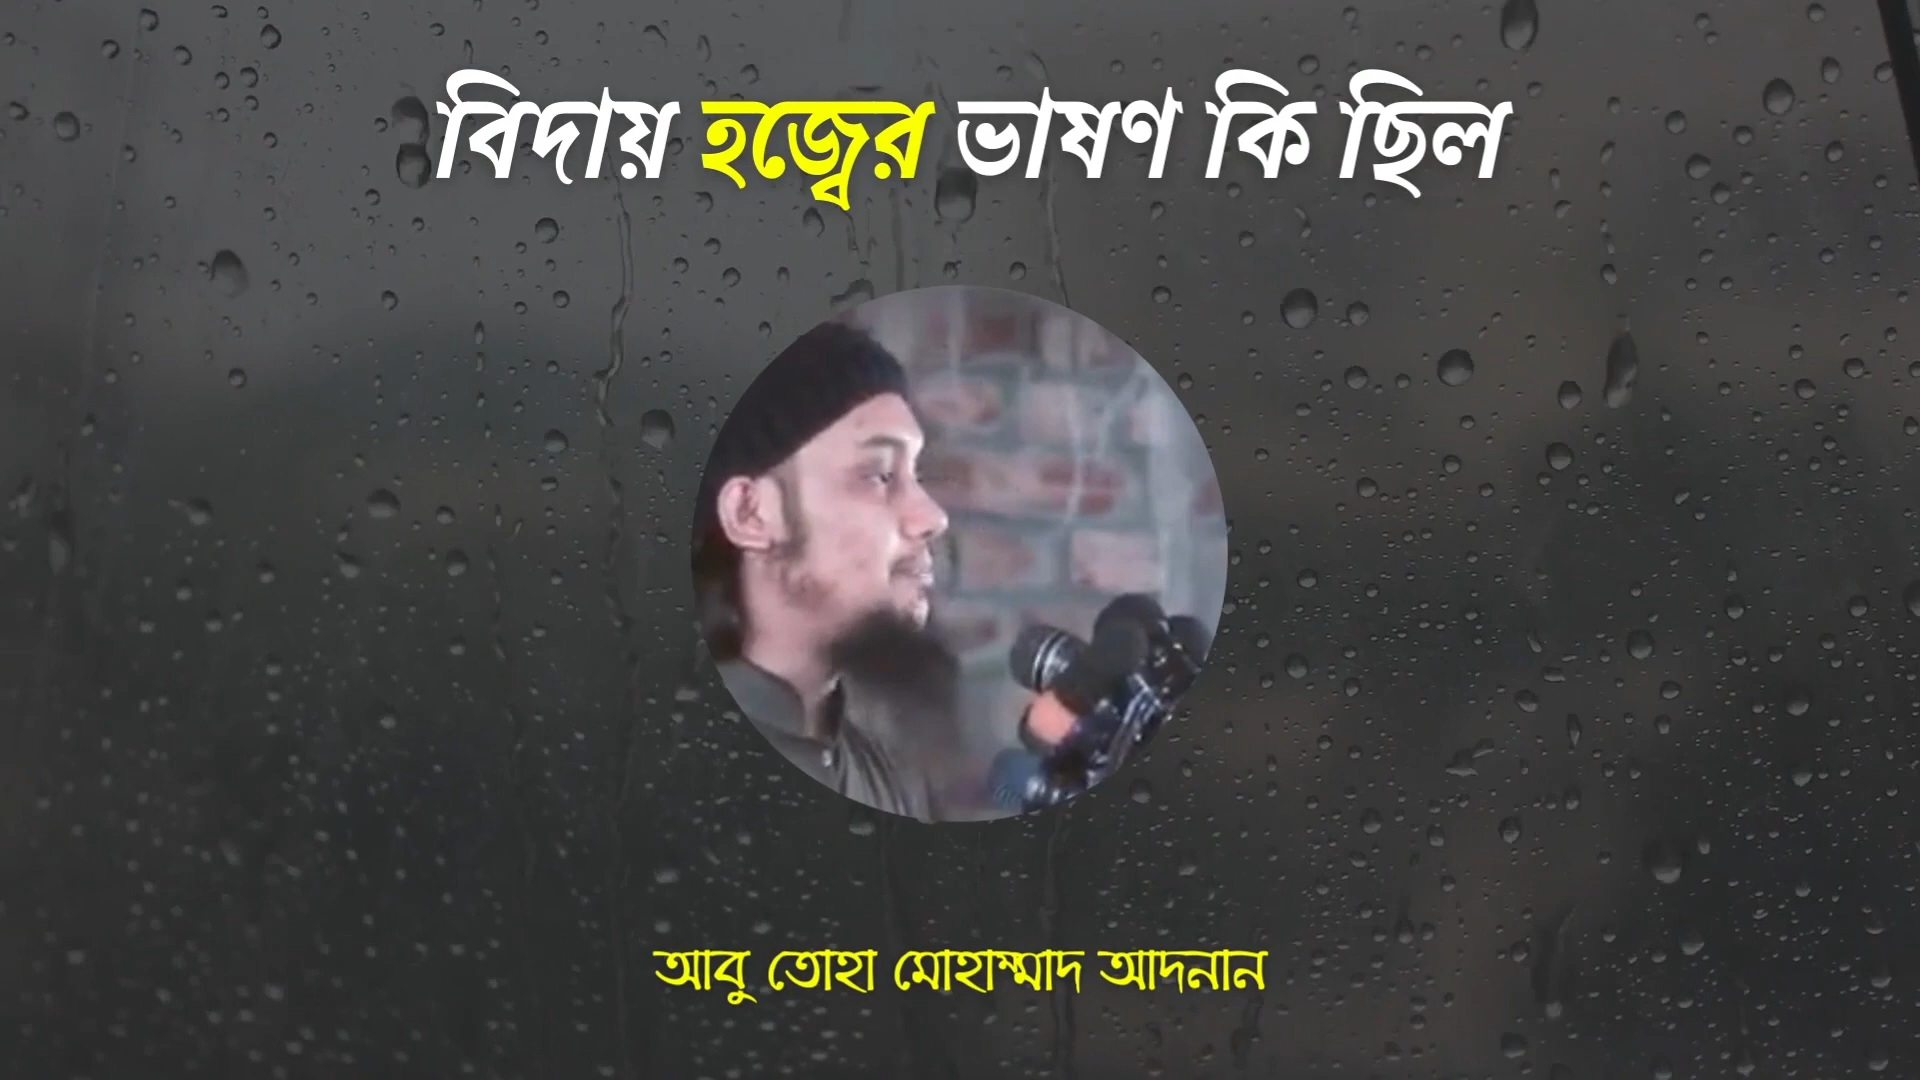 বিদায় হজ্বের ভাষণ কি ছিল
আবু তোহা মোহাম্মাদ আদনান